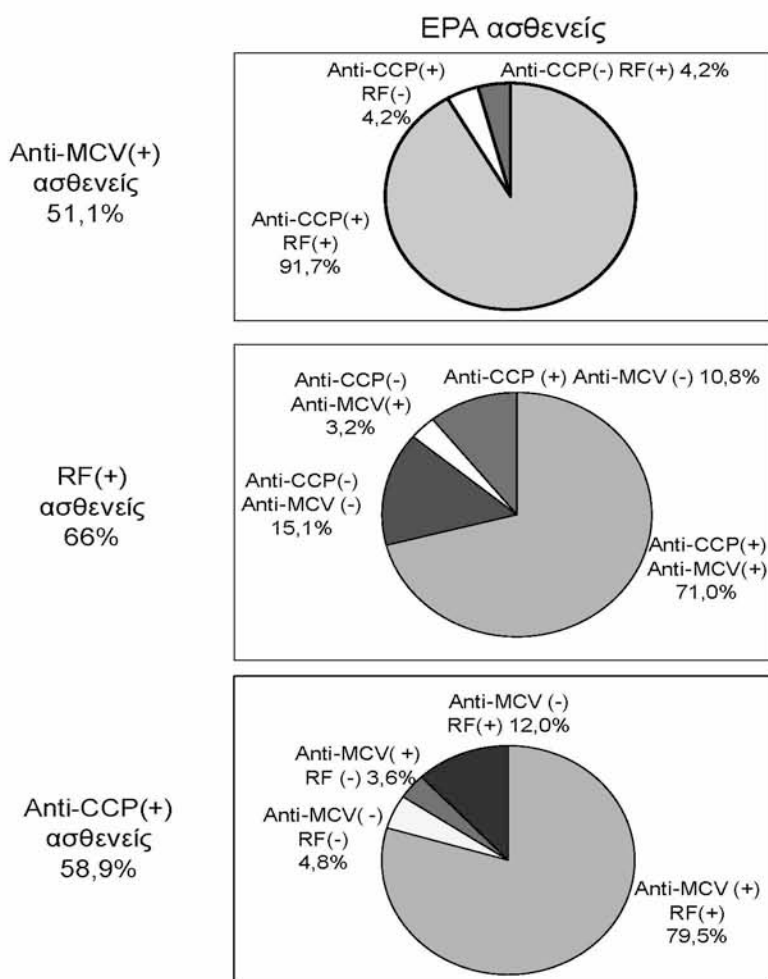 ΕΡΑ ασθενείς
Anti-MCV(+)
ασθενείς
51,1%
Anti-CCP(+)
RF(-)
4,2%
Anti-CCP(-) RF(+) 4,2%
Anti-CCP(+)
RF(+)
91,7%
RF(+)
ασθενείς
66%
Anti-CCP(-)
Anti-MCV(+)
3,2%
Anti-CCP (+) Anti-MCV (-) 10,8%
Anti-CCP(-)
Anti-MCV (-)
15,1%
Anti-CCP(+)
Anti-MCV(+)
71,0%
Anti-CCP(+)
ασθενείς
58,9%
Anti-MCV (-)
RF(+) 12,0%
Anti-MCV( +)
RF (-) 3,6%
Anti-MCV( -)
RF(-)
4,8%
Anti-MCV (+)
RF(+)
79,5%